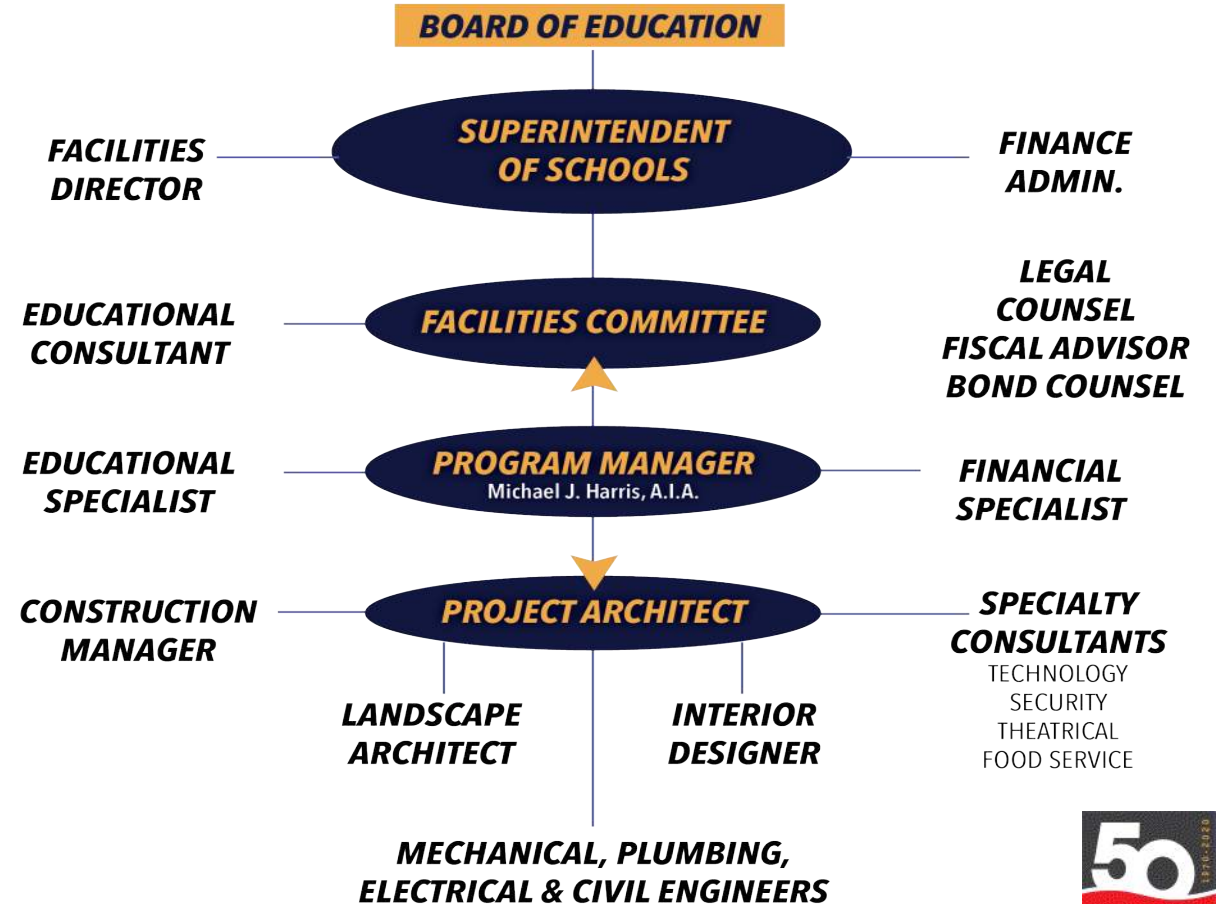 BOARD OF EDUCATION
SUPERINTENDENT
OF SCHOOLS
FACILITIES
DIRECTOR
FINANCE
ADMIN.
FACILITIES COMMITTEE
EDUCATIONAL
CONSULTANT
LEGAL
COUNSEL
FISCAL ADVISOR
BOND COUNSEL
PROGRAM MANAGER
Michael J. Harris, A.I.A.
EDUCATIONAL
SPECIALIST
FINANCIAL
SPECIALIST
PROJECT ARCHITECT
CONSTRUCTION
MANAGER
SPECIALTY
CONSULTANTS
TECHNOLOGY
SECURITY
THEATRICAL
FOOD SERVICE
LANDSCAPE
ARCHITECT
INTERIOR
DESIGNER
MECHANICAL, PLUMBING,
ELECTRICAL & CIVIL ENGINEERS
50
1970-2020